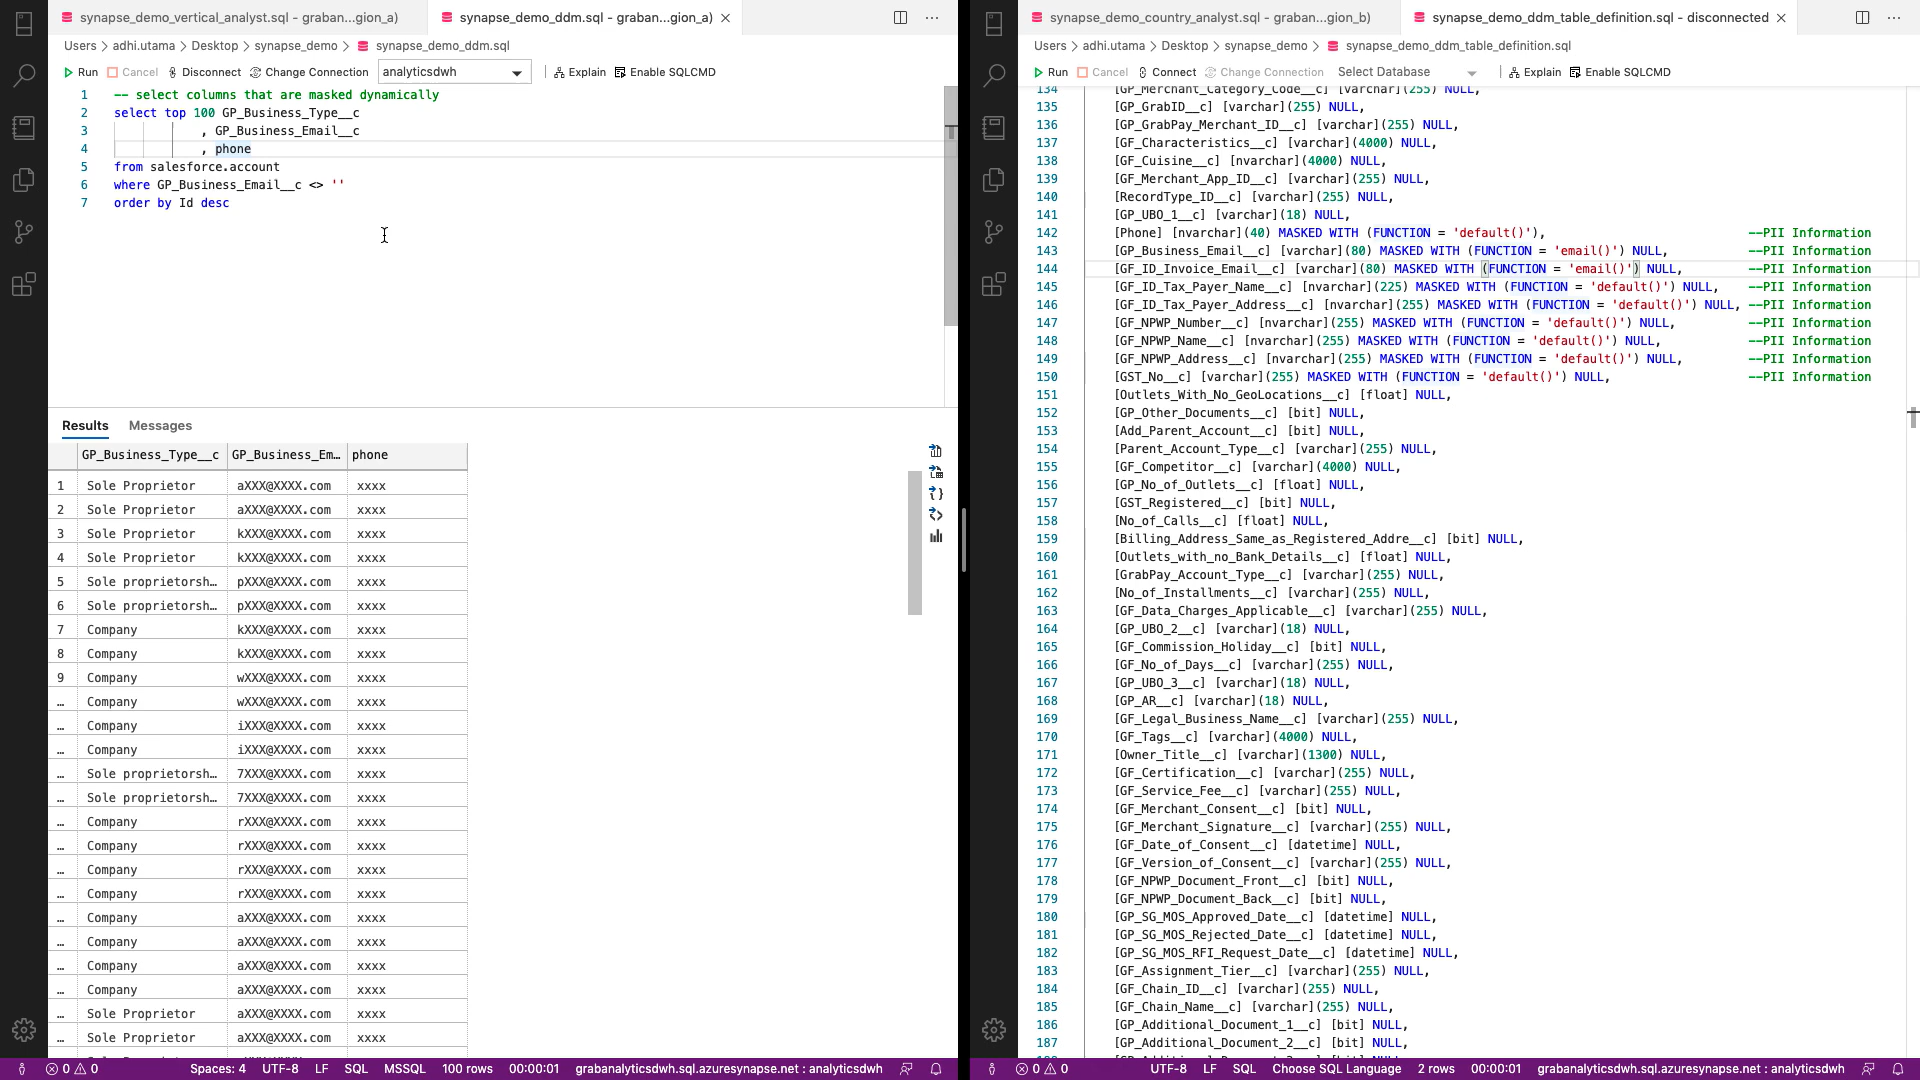 synapse_demo_vertical_analyst.sql - graban...gion_a)
synapse_demo_ddm.sql - graban...gion_a)
Users > adhi.utama > Desktop > synapse_demo > synapse_demo_ddm.sql
Run Cancel Disconnect Change Connection analyticsdwh Explain Enable SQLCMD
1 -- select columns that are masked dynamically
2 select top 100 GP_Business_Type__c
3 , GP_Business_Email__c
4 , phone
5 from salesforce.account
6 where GP_Business_Email__c <> ''
7 order by Id desc
Results Messages
GP_Business_Type__c GP_Business_Em... phone
1 Sole Proprietor aXXX@XXXX.com xxxx
2 Sole Proprietor aXXX@XXXX.com xxxx
3 Sole Proprietor kXXX@XXXX.com xxxx
4 Sole Proprietor kXXX@XXXX.com xxxx
5 Sole proprietorsh... pXXX@XXXX.com xxxx
6 Sole proprietorsh... pXXX@XXXX.com xxxx
7 Company kXXX@XXXX.com xxxx
8 Company kXXX@XXXX.com xxxx
9 Company wXXX@XXXX.com xxxx
... Company wXXX@XXXX.com xxxx
... Company iXXX@XXXX.com xxxx
... Company iXXX@XXXX.com xxxx
... Sole proprietorsh... 7XXX@XXXX.com xxxx
... Sole proprietorsh... 7XXX@XXXX.com xxxx
... Company rXXX@XXXX.com xxxx
... Company rXXX@XXXX.com xxxx
... Company rXXX@XXXX.com xxxx
... Company rXXX@XXXX.com xxxx
... Company aXXX@XXXX.com xxxx
... Company aXXX@XXXX.com xxxx
... Company aXXX@XXXX.com xxxx
... Company aXXX@XXXX.com xxxx
... Sole Proprietor aXXX@XXXX.com xxxx
... Sole Proprietor aXXX@XXXX.com xxxx
0 0 Spaces: 4 UTF-8 LF SQL MSSQL 100 rows 00:00:01 grabanalyticsdwh.sql.azuresynapse.net : analyticsdwh
synapse_demo_country_analyst.sql - graban...gion_b)
synapse_demo_ddm_table_definition.sql - disconnected
Users > adhi.utama > Desktop > synapse_demo > synapse_demo_ddm_table_definition.sql
Run Cancel Connect Change Connection Select Database Explain Enable SQLCMD
134 [GP_Merchant_Category_Code__c] [varchar](255) NULL,
135 [GP_GrabID__c] [varchar](255) NULL,
136 [GP_GrabPay_Merchant_ID__c] [varchar](255) NULL,
137 [GF_Characteristics__c] [varchar](4000) NULL,
138 [GF_Cuisine__c] [nvarchar](4000) NULL,
139 [GF_Merchant_App_ID__c] [varchar](255) NULL,
140 [RecordType_ID__c] [varchar](255) NULL,
141 [GP_UBO_1__c] [varchar](18) NULL,
142 [Phone] [nvarchar](40) MASKED WITH (FUNCTION = 'default()'), --PII Information
143 [GP_Business_Email__c] [varchar](80) MASKED WITH (FUNCTION = 'email()') NULL, --PII Information
144 [GF_ID_Invoice_Email__c] [varchar](80) MASKED WITH (FUNCTION = 'email()') NULL, --PII Information
145 [GF_ID_Tax_Payer_Name__c] [nvarchar](225) MASKED WITH (FUNCTION = 'default()') NULL, --PII Information
146 [GF_ID_Tax_Payer_Address__c] [nvarchar](255) MASKED WITH (FUNCTION = 'default()') NULL, --PII Information
147 [GF_NPWP_Number__c] [nvarchar](255) MASKED WITH (FUNCTION = 'default()') NULL, --PII Information
148 [GF_NPWP_Name__c] [nvarchar](255) MASKED WITH (FUNCTION = 'default()') NULL, --PII Information
149 [GF_NPWP_Address__c] [nvarchar](255) MASKED WITH (FUNCTION = 'default()') NULL, --PII Information
150 [GST_No__c] [varchar](255) MASKED WITH (FUNCTION = 'default()') NULL, --PII Information
151 [Outlets_With_No_GeoLocations__c] [float] NULL,
152 [GP_Other_Documents__c] [bit] NULL,
153 [Add_Parent_Account__c] [bit] NULL,
154 [Parent_Account_Type__c] [varchar](255) NULL,
155 [GF_Competitor__c] [varchar](4000) NULL,
156 [GP_No_of_Outlets__c] [float] NULL,
157 [GST_Registered__c] [bit] NULL,
158 [No_of_Calls__c] [float] NULL,
159 [Billing_Address_Same_as_Registered_Addre__c] [bit] NULL,
160 [Outlets_with_no_Bank_Details__c] [float] NULL,
161 [GrabPay_Account_Type__c] [varchar](255) NULL,
162 [No_of_Installments__c] [varchar](255) NULL,
163 [GF_Data_Charges_Applicable__c] [varchar](255) NULL,
164 [GP_UBO_2__c] [varchar](18) NULL,
165 [GF_Commission_Holiday__c] [bit] NULL,
166 [GF_No_of_Days__c] [varchar](255) NULL,
167 [GP_UBO_3__c] [varchar](18) NULL,
168 [GP_AR__c] [varchar](18) NULL,
169 [GF_Legal_Business_Name__c] [varchar](255) NULL,
170 [GF_Tags__c] [varchar](4000) NULL,
171 [Owner_Title__c] [varchar](1300) NULL,
172 [GF_Certification__c] [varchar](255) NULL,
173 [GF_Service_Fee__c] [varchar](255) NULL,
174 [GF_Merchant_Consent__c] [bit] NULL,
175 [GF_Merchant_Signature__c] [varchar](255) NULL,
176 [GF_Date_of_Consent__c] [datetime] NULL,
177 [GF_Version_of_Consent__c] [varchar](255) NULL,
178 [GF_NPWP_Document_Front__c] [bit] NULL,
179 [GF_NPWP_Document_Back__c] [bit] NULL,
180 [GP_SG_MOS_Approved_Date__c] [datetime] NULL,
181 [GP_SG_MOS_Rejected_Date__c] [datetime] NULL,
182 [GP_SG_MOS_RFI_Request_Date__c] [datetime] NULL,
183 [GF_Assignment_Tier__c] [varchar](255) NULL,
184 [GF_Chain_ID__c] [varchar](255) NULL,
185 [GF_Chain_Name__c] [varchar](255) NULL,
186 [GP_Additional_Document_1__c] [bit] NULL,
187 [GP_Additional_Document_2__c] [bit] NULL,
0 0 UTF-8 LF SQL Choose SQL Language 2 rows 00:00:01 grabanalyticsdwh.sql.azuresynapse.net : analyticsdwh